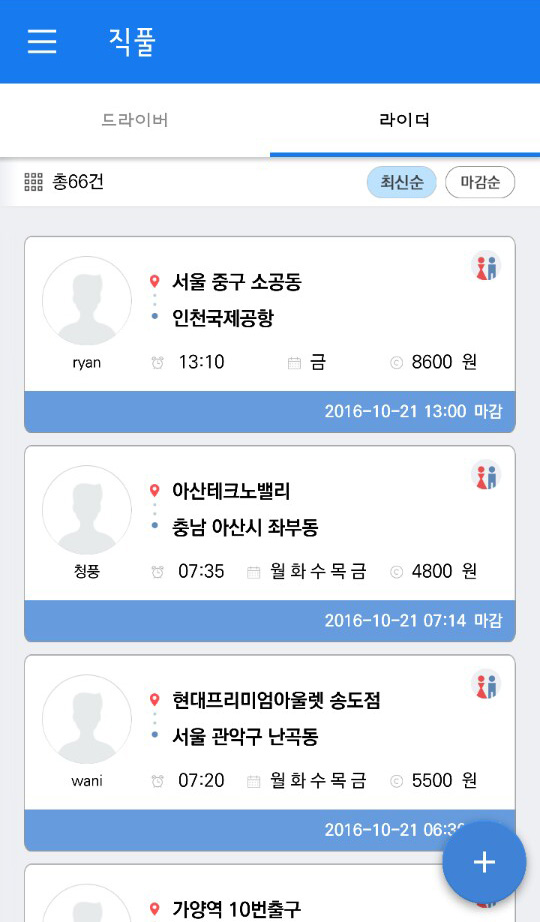 직풀
드라이버 라이더
총66건 최신순 마감순
서울 중구 소공동
인천국제공항
ryan 13:10 금 8600 원
2016-10-21 13:00 마감
아산테크노밸리
충남 아산시 좌부동
청풍 07:35 월화수목금 4800 원
2016-10-21 07:14 마감
현대프리미엄아울렛 송도점
서울 관악구 난곡동
wani 07:20 월화수목금 5500 원
2016-10-21
가양역 10번출구